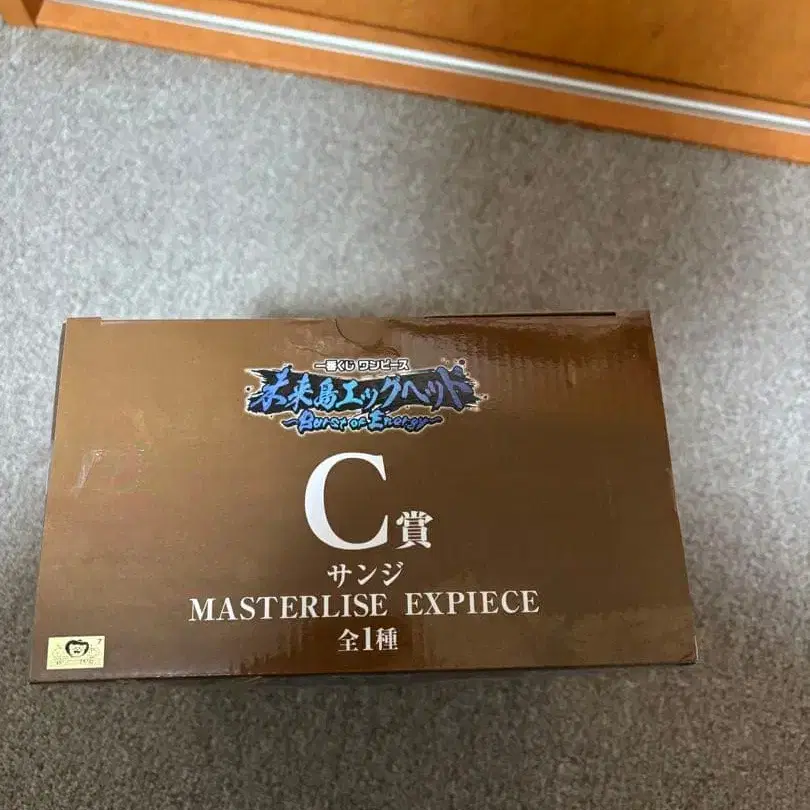 一番くじ ワンピース
未来島エッグヘッド
～Burst of Energy～
C賞
サンジ
MASTERLISE EXPIECE
全1種